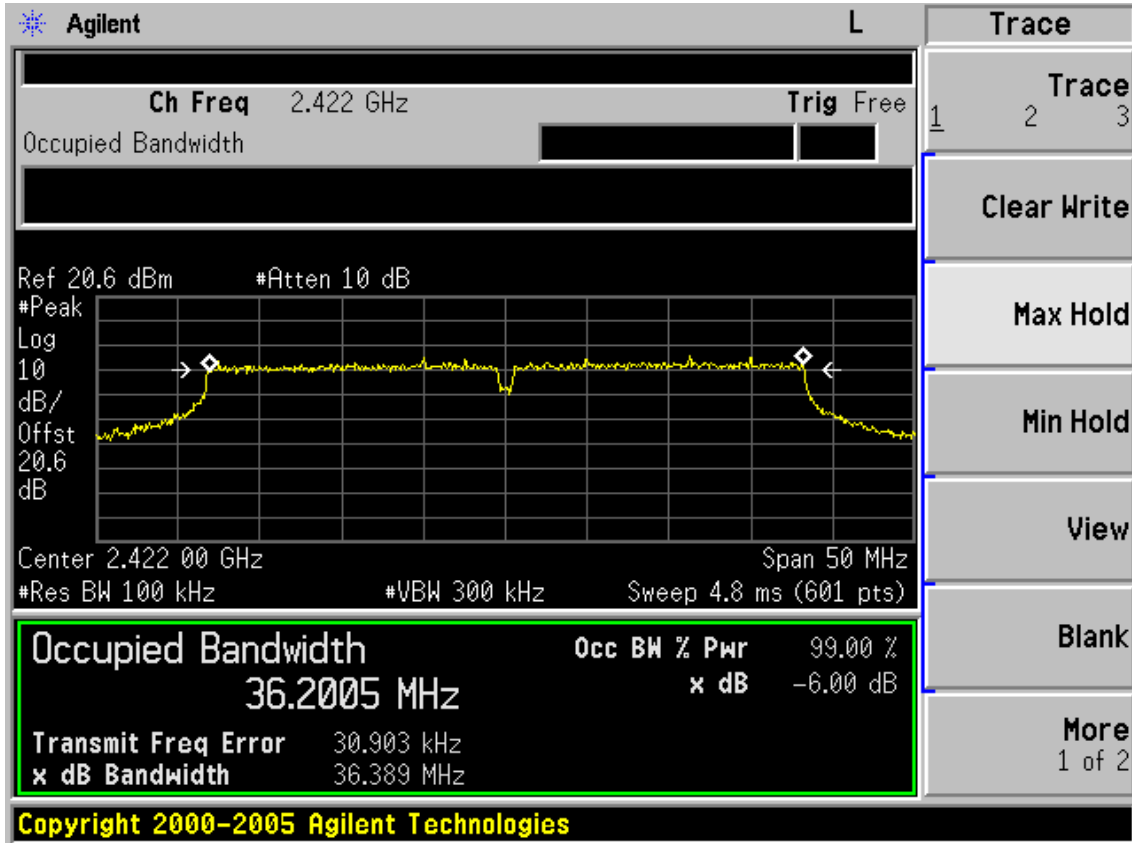 Agilent L Trace
Ch Freq 2.422 GHz Trig Free
Occupied Bandwidth
Trace
1 2 3
Clear Write
Ref 20.6 dBm #Atten 10 dB
#Peak
Log
10
dB/
Offst
20.6
dB
Max Hold
Min Hold
View
Center 2.422 00 GHz Span 50 MHz
#Res BW 100 kHz #VBW 300 kHz Sweep 4.8 ms (601 pts)
Occupied Bandwidth Occ BW % Pwr 99.00 %
36.2005 MHz x dB -6.00 dB
Transmit Freq Error 30.903 kHz
x dB Bandwidth 36.389 MHz
Blank
More
1 of 2
Copyright 2000-2005 Agilent Technologies